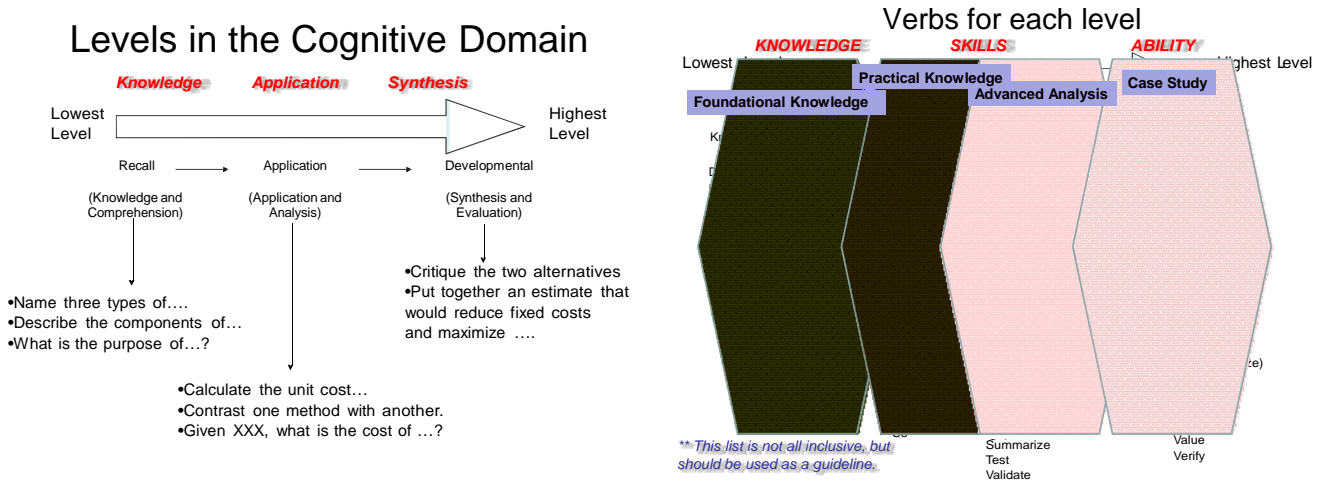 Levels in the Cognitive Domain
Knowledge Application Synthesis
Lowest
Level
Highest
Level
Recall Application Developmental
(Knowledge and
Comprehension)
(Application and
Analysis)
(Synthesis and
Evaluation)
•Critique the two alternatives
•Put together an estimate that
would reduce fixed costs
and maximize ….
•Name three types of….
•Describe the components of…
•What is the purpose of…?
•Calculate the unit cost…
•Contrast one method with another.
•Given XXX, what is the cost of …?
Verbs for each level
KNOWLEDGE SKILLS ABILITY
Lowest
Level
Practical Knowledge
Case Study
Foundational Knowledge
Advanced Analysis
Value
Verify
Summarize
Test
Validate
** This list is not all inclusive, but
should be used as a guideline.